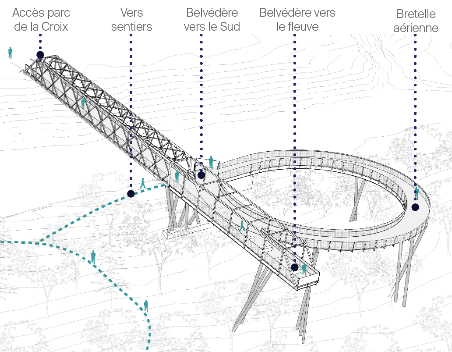 Accès parc
de la Croix
Vers
sentiers
Belvédère
vers le Sud
Belvédère vers
le fleuve
Bretelle
aérienne